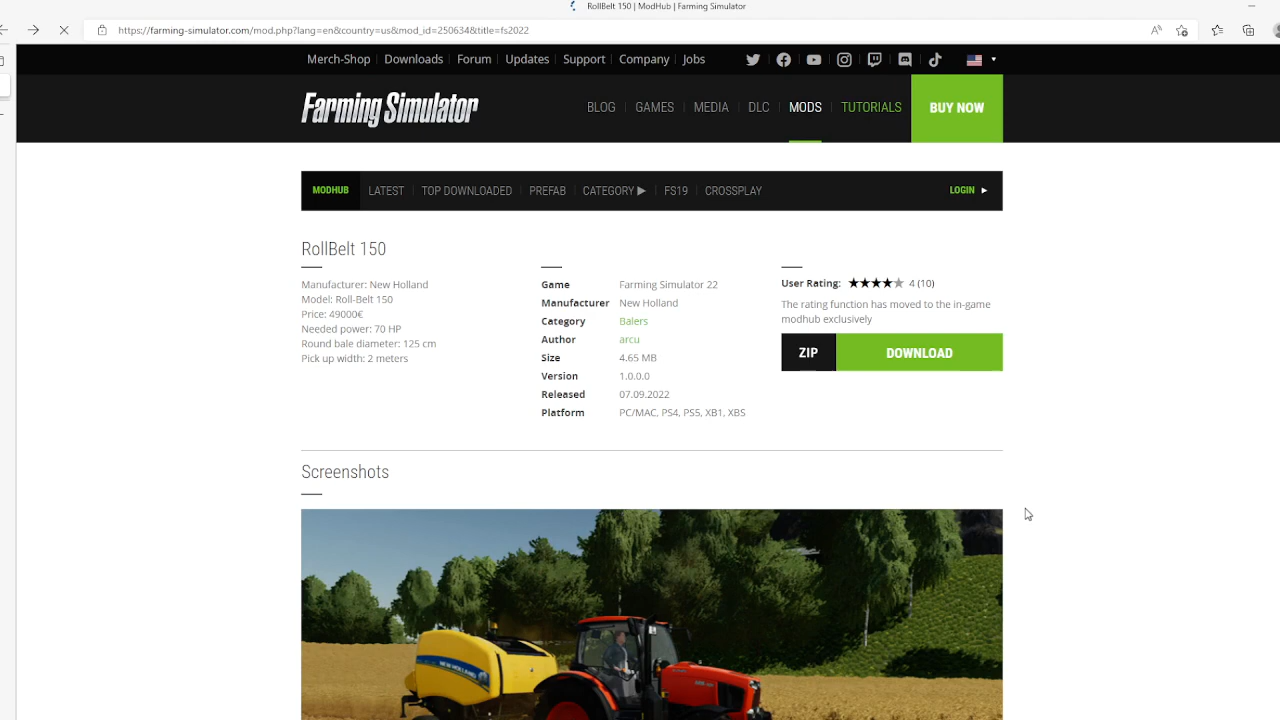 RollBelt 150 | ModHub | Farming Simulator
https://farming-simulator.com/mod.php?lang=en&country=us&mod_id=250634&title=fs2022
Merch-Shop Downloads Forum Updates Support Company Jobs
Farming Simulator
BLOG GAMES MEDIA DLC MODS TUTORIALS BUY NOW
MODHUB LATEST TOP DOWNLOADED PREFAB CATEGORY ▶ FS19 CROSSPLAY LOGIN ▶
RollBelt 150
Manufacturer: New Holland
Model: Roll-Belt 150
Price: 49000€
Needed power: 70 HP
Round bale diameter: 125 cm
Pick up width: 2 meters
Game Farming Simulator 22
Manufacturer New Holland
Category Balers
Author arcu
Size 4.65 MB
Version 1.0.0.0
Released 07.09.2022
Platform PC/MAC, PS4, PS5, XB1, XBS
User Rating: ★★★★★ 4 (10)
The rating function has moved to the in-game
modhub exclusively
ZIP DOWNLOAD
Screenshots
NEW HOLLAND